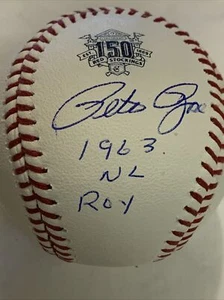 150
RED STOCKINGS
Pete Rose
1963
NL
ROY